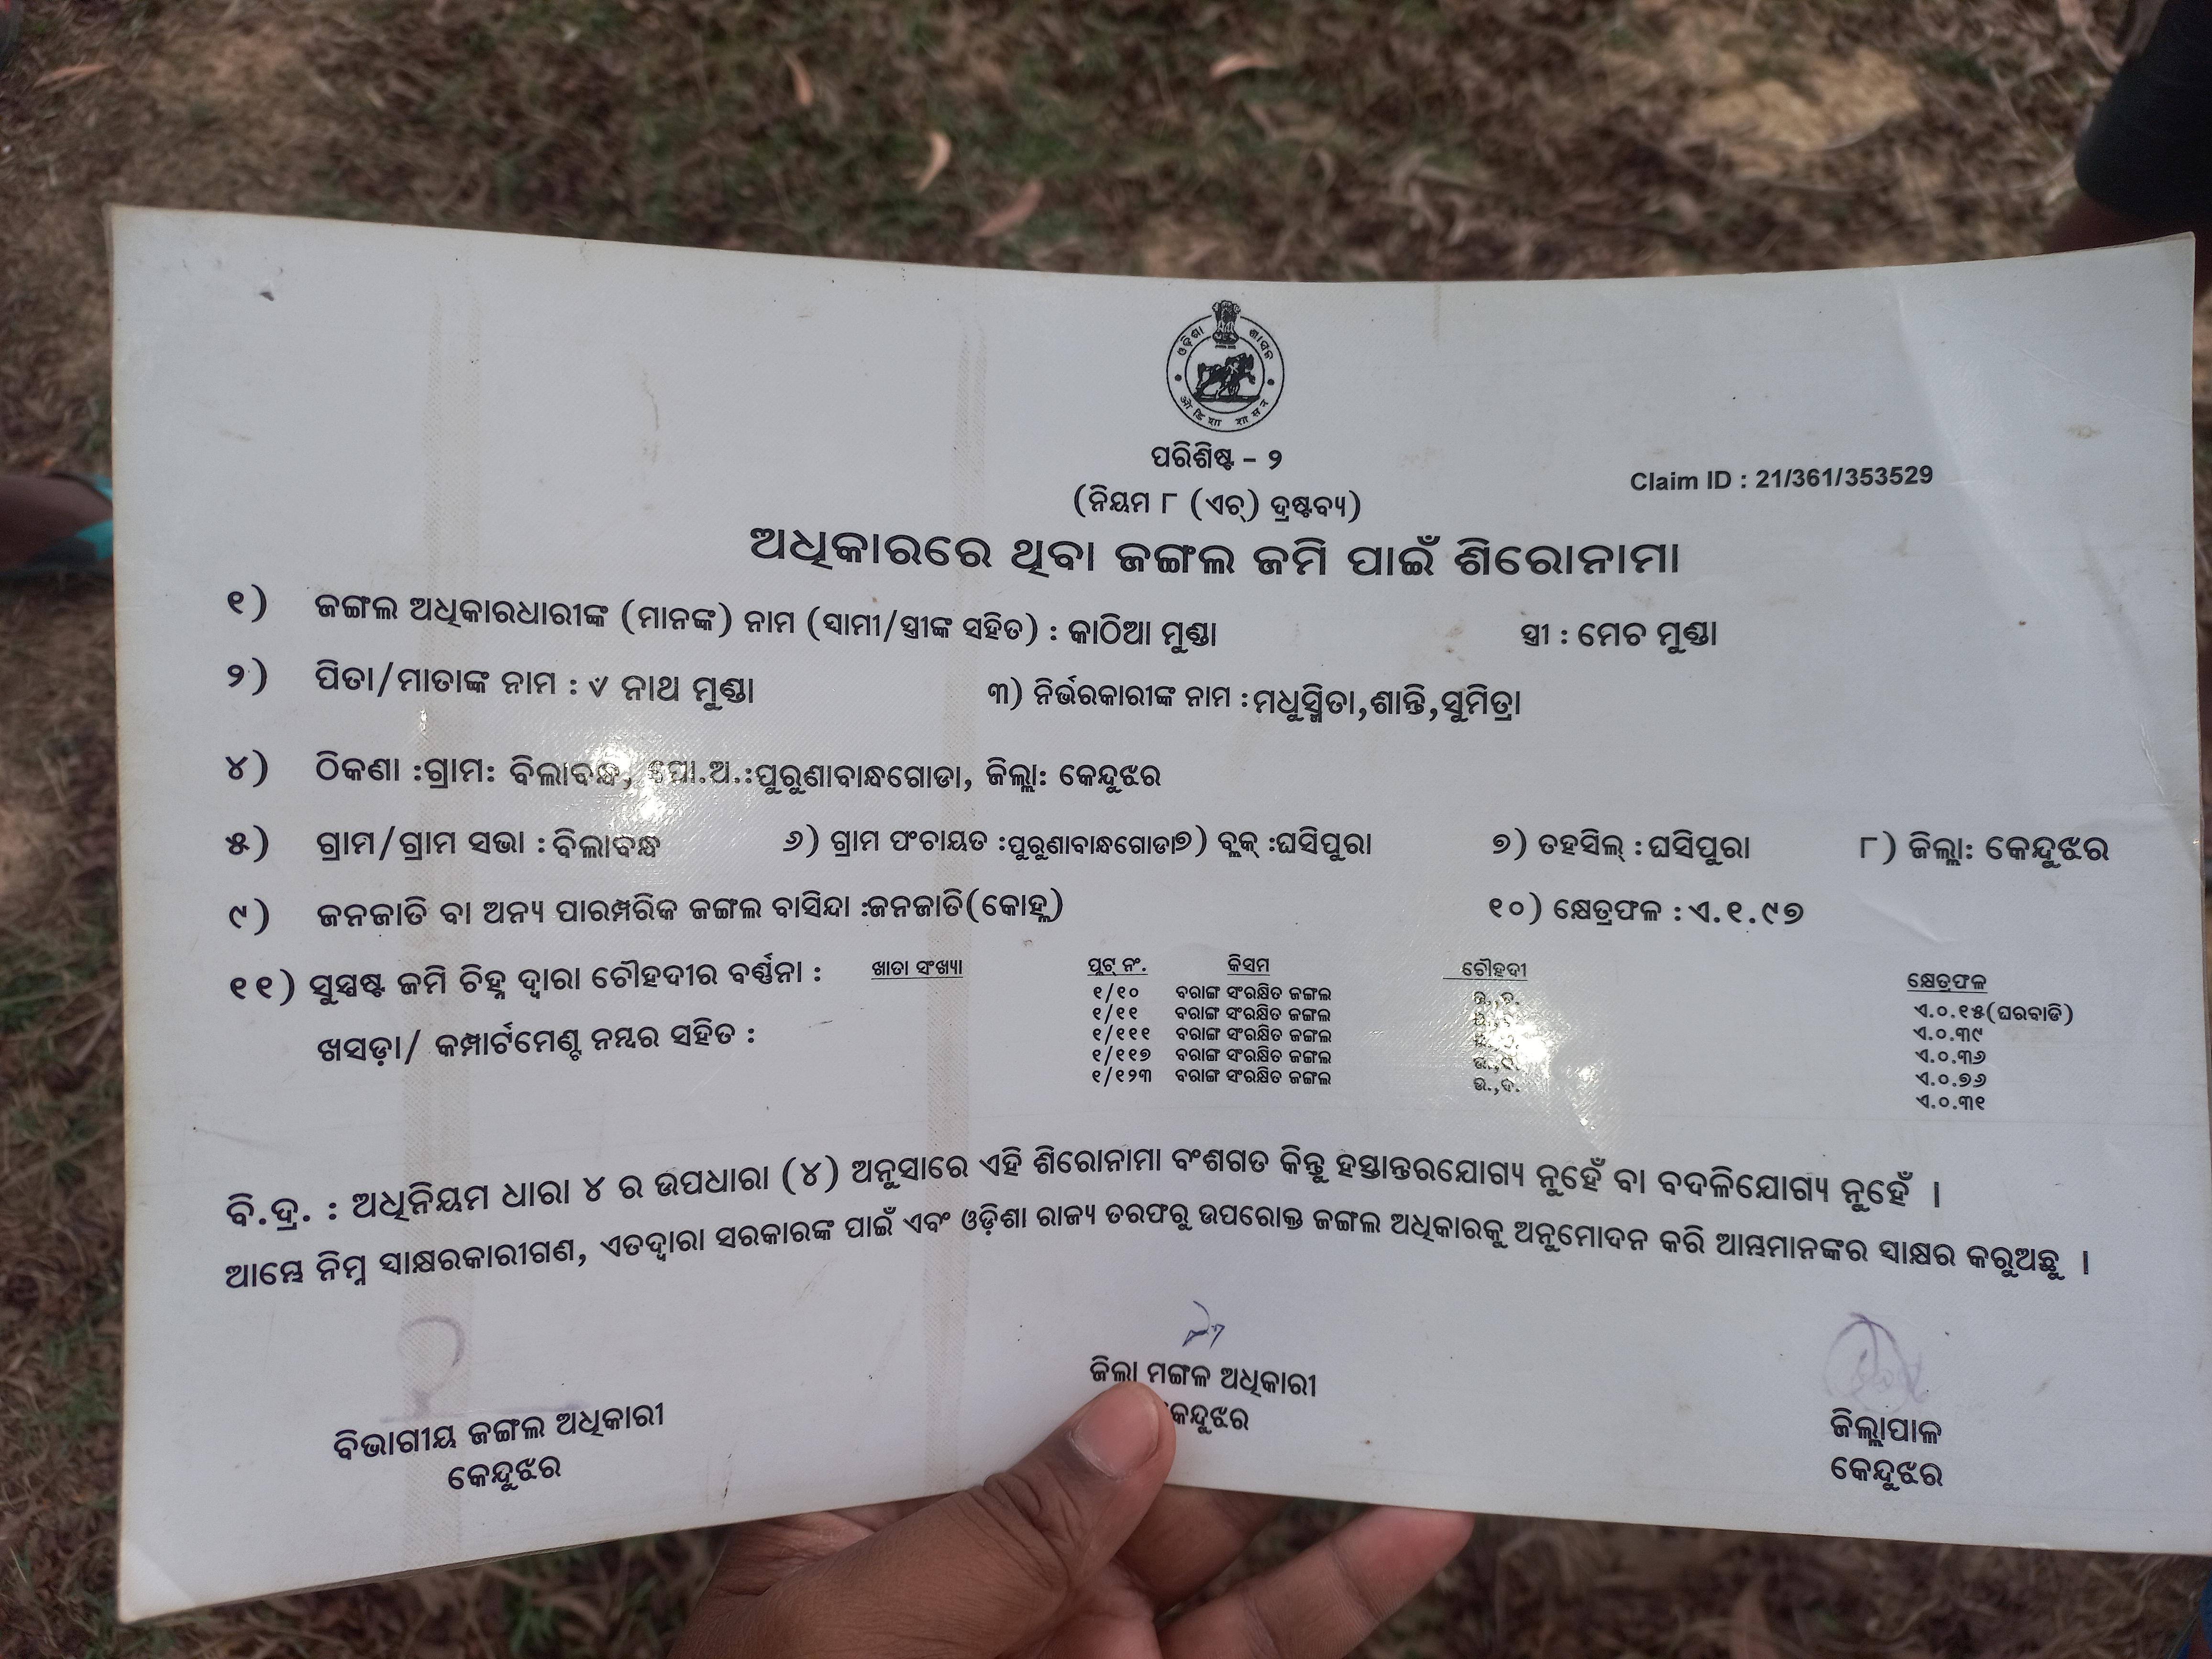 ଓଡ଼ିଶା ଶାସନ
ओडिशा शासन
ପରିଶିଷ୍ଟ – ୨
Claim ID : 21/361/353529
(ନିୟମ ୮ (ଏଚ୍) ଦ୍ରଷ୍ଟବ୍ୟ)
ଅଧିକାରରେ ଥିବା ଜଙ୍ଗଲ ଜମି ପାଇଁ ଶିରୋନାମା
୧) ଜଙ୍ଗଲ ଅଧିକାରଧାରୀଙ୍କ (ମାନଙ୍କ) ନାମ (ସ୍ୱାମୀ/ସ୍ତ୍ରୀଙ୍କ ସହିତ) : କାଠିଆ ମୁଣ୍ଡା ସ୍ତ୍ରୀ : ମେଚ ମୁଣ୍ଡା
୨) ପିତା/ମାତାଙ୍କ ନାମ : ୰ ନାଥ ମୁଣ୍ଡା ୩) ନିର୍ଭରକାରୀଙ୍କ ନାମ : ମଧୁସ୍ମିତା,ଶାନ୍ତି,ସୁମିତ୍ରା
୪) ଠିକଣା :ଗ୍ରାମ: ବିଲାବନ୍ଧ, ପୋ.ଅ.:ପୁରୁଣାବାନ୍ଧଗୋଡା, ଜିଲ୍ଲା: କେନ୍ଦୁଝର
୫) ଗ୍ରାମ/ଗ୍ରାମ ସଭା : ବିଲାବନ୍ଧ ୬) ଗ୍ରାମ ପଂଚାୟତ :ପୁରୁଣାବାନ୍ଧଗୋଡା ୭) ବ୍ଲକ୍ :ଘସିପୁରା ୭) ତହସିଲ୍ : ଘସିପୁରା ୮) ଜିଲ୍ଲା: କେନ୍ଦୁଝର
୯) ଜନଜାତି ବା ଅନ୍ୟ ପାରମ୍ପରିକ ଜଙ୍ଗଲ ବାସିନ୍ଦା :ଜନଜାତି(କୋହ୍ଲ) ୧୦) କ୍ଷେତ୍ରଫଳ : ଏ.୧.୯୭
୧୧) ସୁସ୍ପଷ୍ଟ ଜମି ଚିହ୍ନ ଦ୍ୱାରା ଚୌହଦୀର ବର୍ଣ୍ଣନା : ଖାତା ସଂଖ୍ୟା ପ୍ଲଟ୍ ନଂ. କିସମ ଚୌହଦୀ କ୍ଷେତ୍ରଫଳ
ଖସଡ଼ା/ କମ୍ପାର୍ଟମେଣ୍ଟ ନମ୍ବର ସହିତ :
୧/୧୦ ବରାଙ୍ଗ ସଂରକ୍ଷିତ ଜଙ୍ଗଲ ଏ.୦.୧୫(ଘରବାଡି)
୧/୧୧ ବରାଙ୍ଗ ସଂରକ୍ଷିତ ଜଙ୍ଗଲ ଏ.୦.୩୯
୧/୧୧୧ ବରାଙ୍ଗ ସଂରକ୍ଷିତ ଜଙ୍ଗଲ ଏ.୦.୩୬
୧/୧୧୭ ବରାଙ୍ଗ ସଂରକ୍ଷିତ ଜଙ୍ଗଲ ଏ.୦.୭୬
୧/୧୨୩ ବରାଙ୍ଗ ସଂରକ୍ଷିତ ଜଙ୍ଗଲ ଉ.,ଦ. ଏ.୦.୩୧
ବି.ଦ୍ର. : ଅଧିନିୟମ ଧାରା ୪ ର ଉପଧାରା (୪) ଅନୁସାରେ ଏହି ଶିରୋନାମା ବଂଶଗତ କିନ୍ତୁ ହସ୍ତାନ୍ତରଯୋଗ୍ୟ ନୁହେଁ ବା ବଦଳିଯୋଗ୍ୟ ନୁହେଁ ।
ଆମ୍ଭେ ନିମ୍ନ ସ୍ୱାକ୍ଷରକାରୀଗଣ, ଏତଦ୍ୱାରା ସରକାରଙ୍କ ପାଇଁ ଏବଂ ଓଡ଼ିଶା ରାଜ୍ୟ ତରଫରୁ ଉପରୋକ୍ତ ଜଙ୍ଗଲ ଅଧିକାରକୁ ଅନୁମୋଦନ କରି ଆମ୍ଭମାନଙ୍କର ସ୍ୱାକ୍ଷର କରୁଅଛୁ ।
ବିଭାଗୀୟ ଜଙ୍ଗଲ ଅଧିକାରୀ
କେନ୍ଦୁଝର
ଜିଲା ମଙ୍ଗଳ ଅଧିକାରୀ
କେନ୍ଦୁଝର
ଜିଲ୍ଲାପାଳ
କେନ୍ଦୁଝର